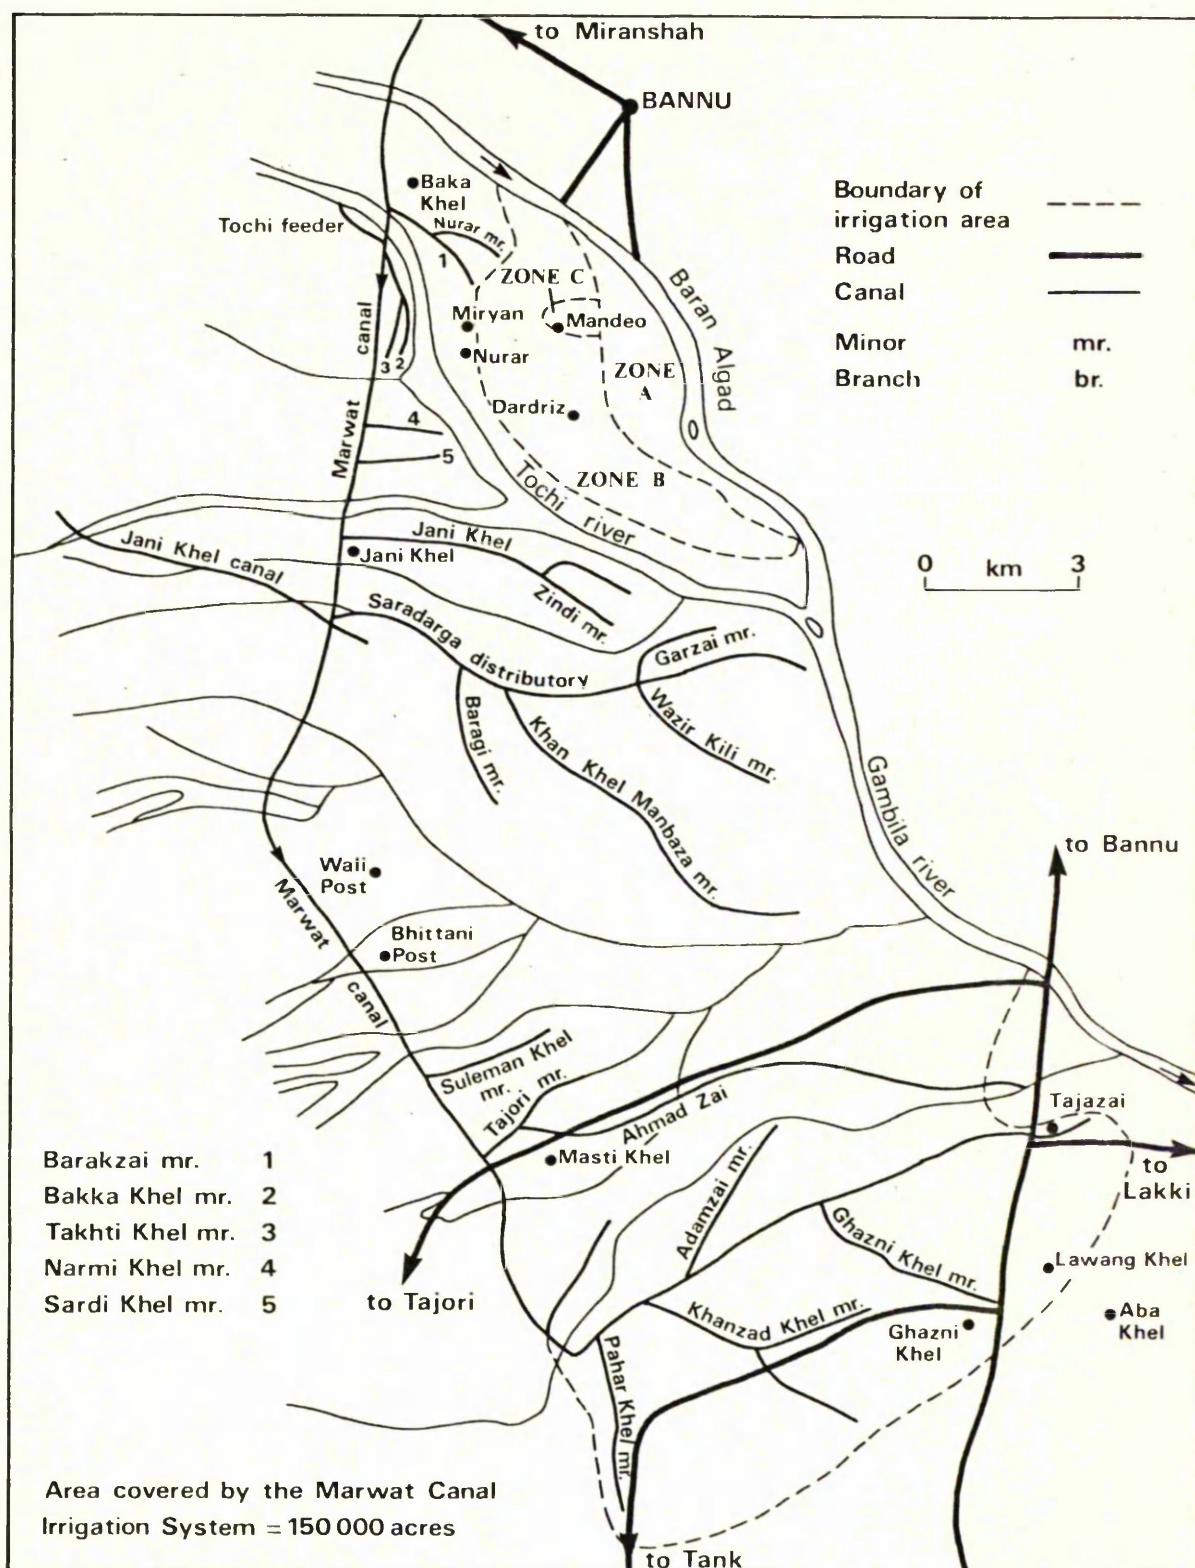 to Miranshah
BANNU
Baka
Khel
Nurar mr.
Tochi feeder
1
ZONE C
Miryan
Mandeo
Nurar
ZONE
A
Dardriz
ZONE B
Baran Algad
Boundary of
irrigation area
Road
Canal
Minor mr.
Branch br.
Marwat canal
3 2
4
5
Tochi river
0 km 3
Jani Khel canal
Jani Khel
Jani Khel
Zindi mr.
Saradarga distributory
Garzai mr.
Wazir Kili mr.
Baragi mr.
Khan Khel Manbaza mr.
Gambila river
to Bannu
Waii
Post
Marwat canal
Bhittani
Post
Suleman Khel
mr.
Tajori mr.
Ahmad Zai
Masti Khel
Tajazai
to
Lakki
Adamzai mr.
Ghazni Khel mr.
Lawang Khel
Aba
Khel
Khanzad Khel mr.
Ghazni
Khel
Pahar Khel mr.
to Tajori
to Tank
Barakzai mr. 1
Bakka Khel mr. 2
Takhti Khel mr. 3
Narmi Khel mr. 4
Sardi Khel mr. 5
Area covered by the Marwat Canal
Irrigation System = 150 000 acres